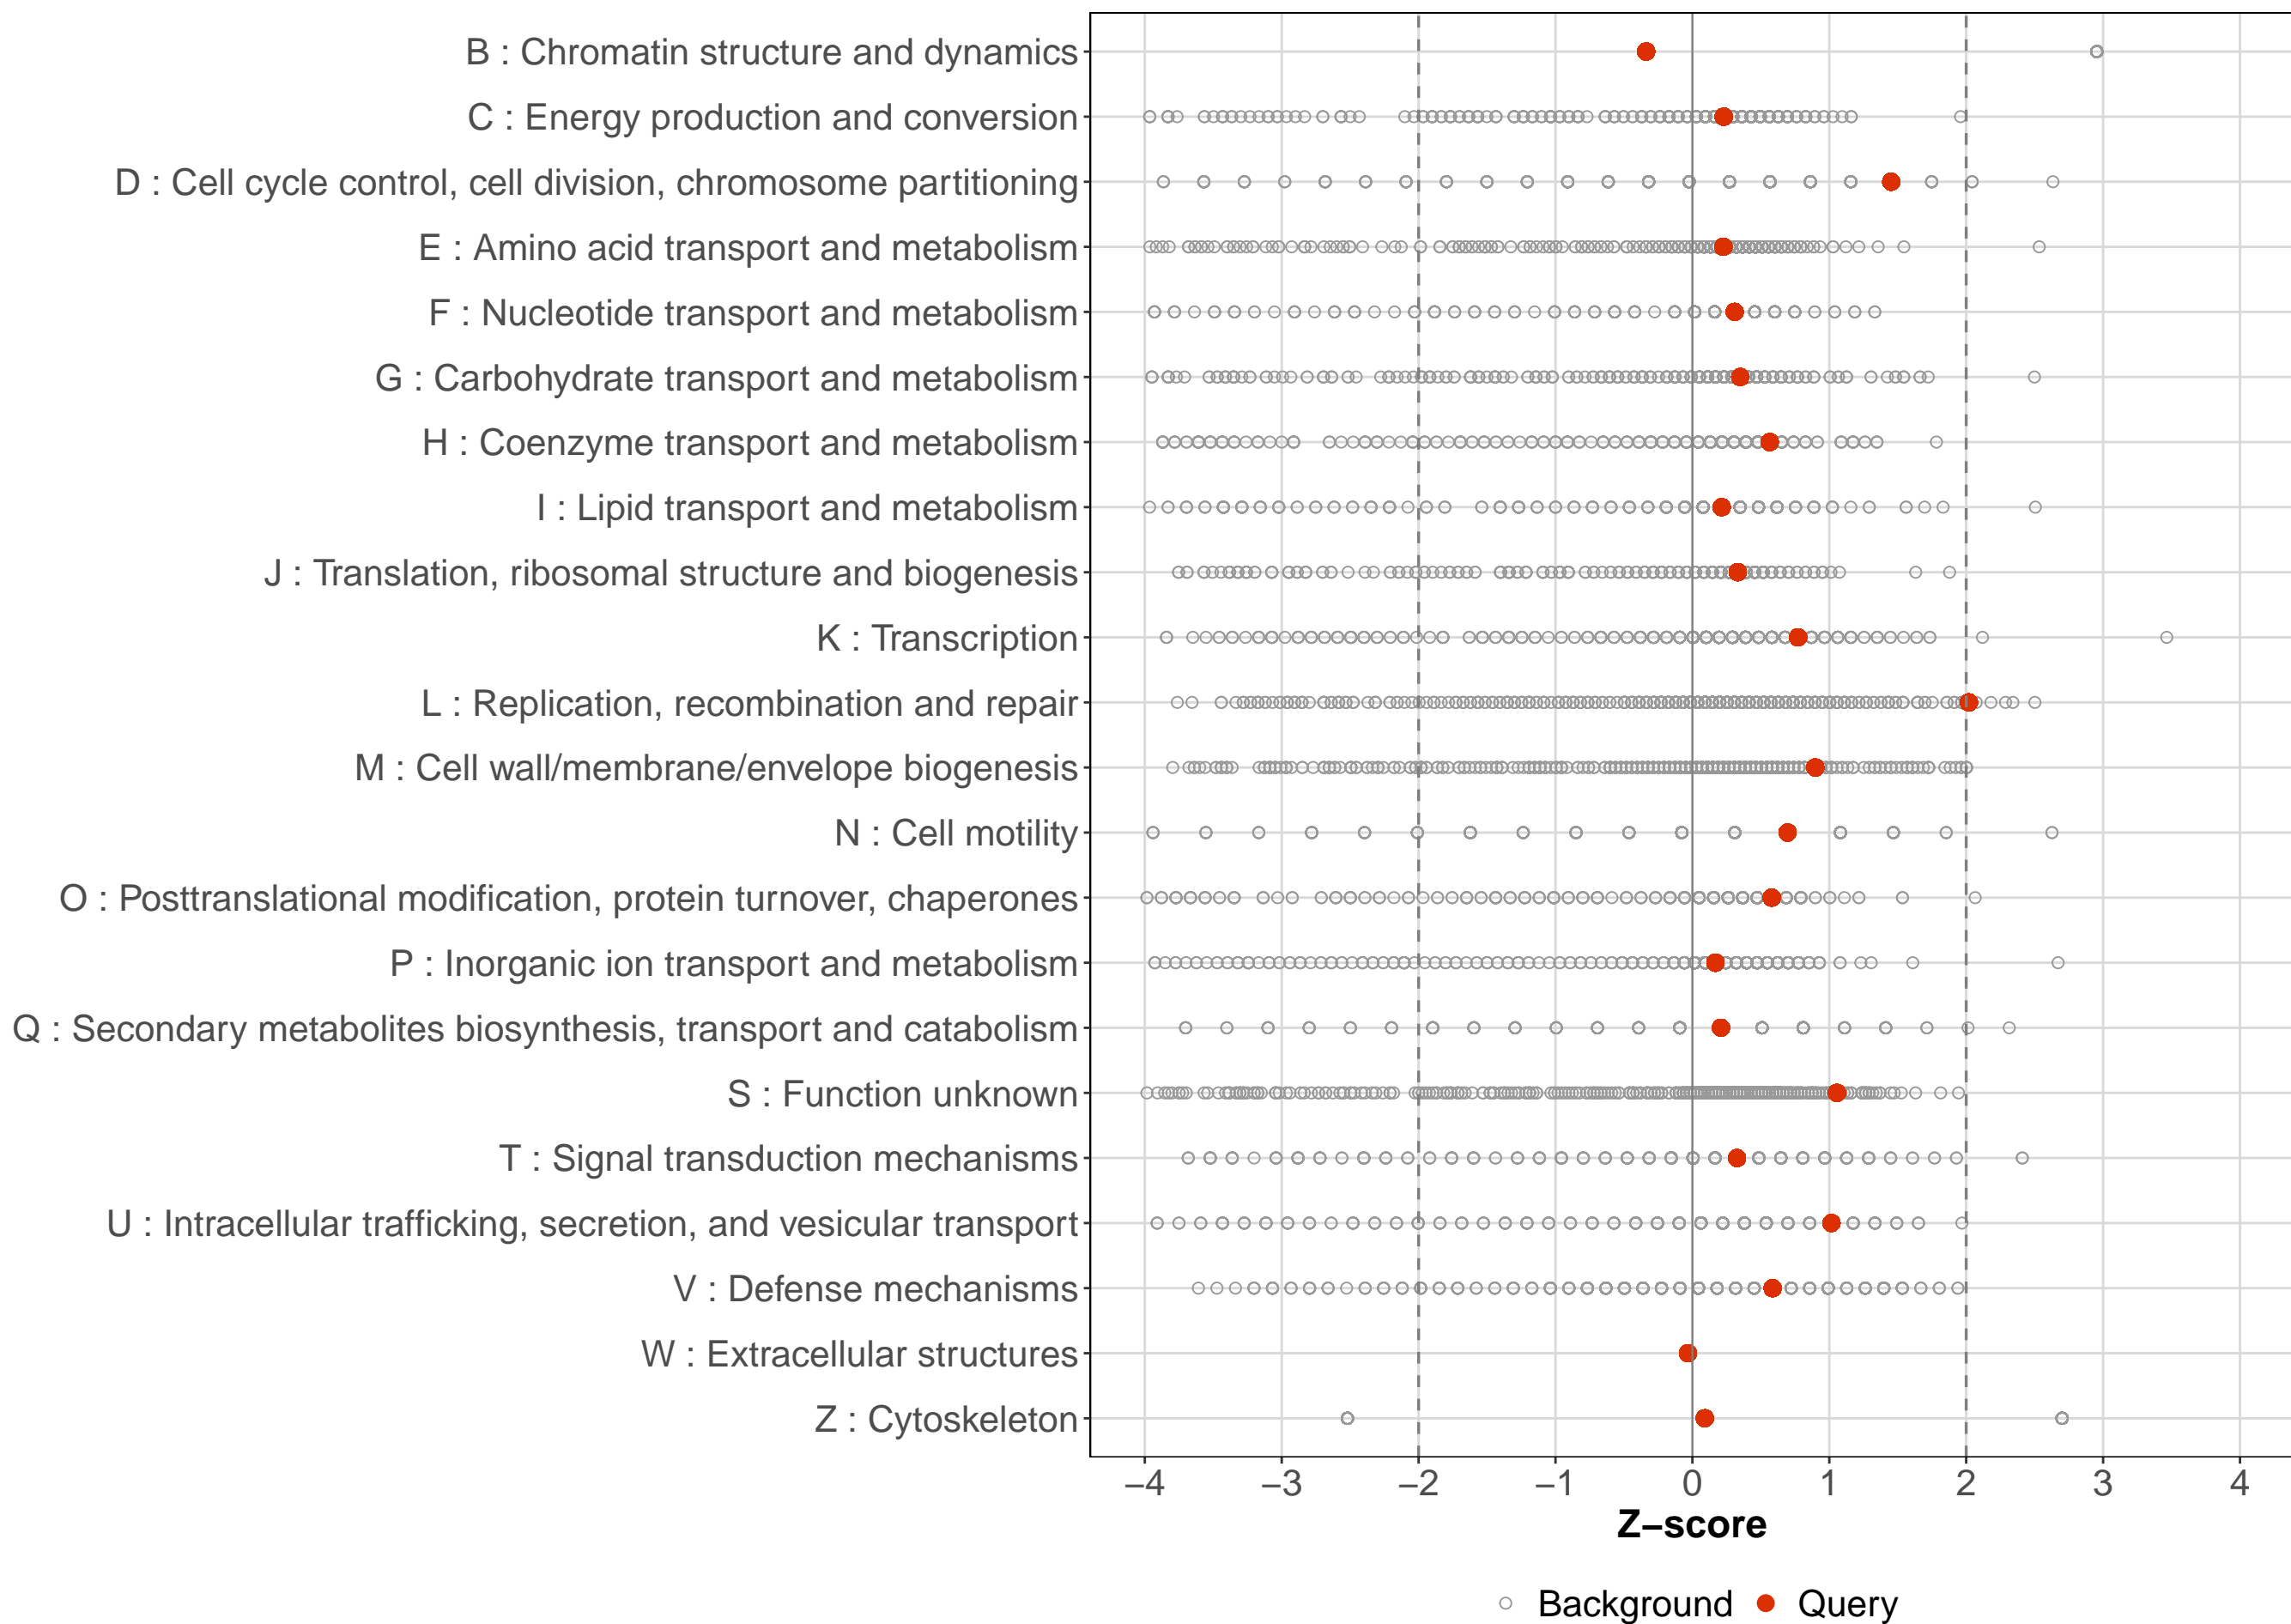 B : Chromatin structure and dynamics
C : Energy production and conversion
D : Cell cycle control, cell division, chromosome partitioning
E : Amino acid transport and metabolism
F : Nucleotide transport and metabolism
G : Carbohydrate transport and metabolism
H : Coenzyme transport and metabolism
I : Lipid transport and metabolism
J : Translation, ribosomal structure and biogenesis
K : Transcription
L : Replication, recombination and repair
M : Cell wall/membrane/envelope biogenesis
N : Cell motility
O : Posttranslational modification, protein turnover, chaperones
P : Inorganic ion transport and metabolism
Q : Secondary metabolites biosynthesis, transport and catabolism
S : Function unknown
T : Signal transduction mechanisms
U : Intracellular trafficking, secretion, and vesicular transport
V : Defense mechanisms
W : Extracellular structures
Z : Cytoskeleton
−4 −3 −2 −1 0 1 2 3 4
Z−score
Background Query